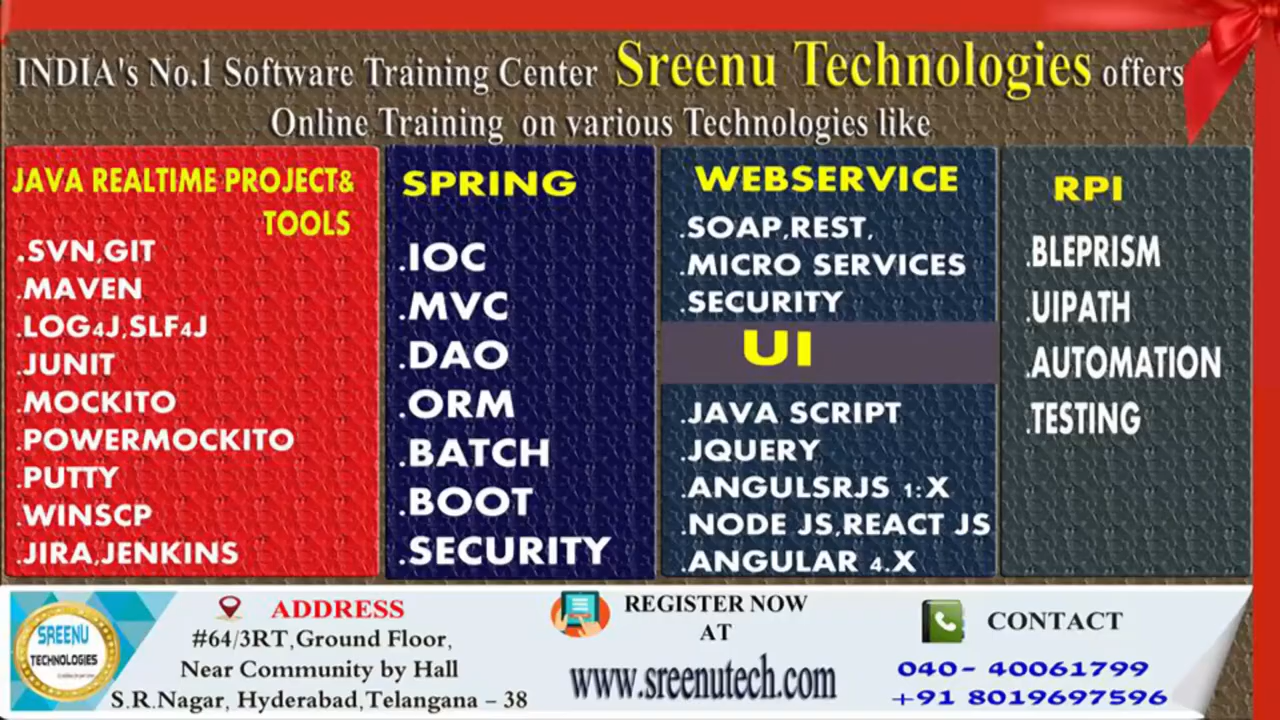 INDIA's No.1 Software Training Center Sreenu Technologies offers
Online Training on various Technologies like
JAVA REALTIME PROJECT&
TOOLS
.SVN,GIT
.MAVEN
.LOG4J,SLF4J
.JUNIT
.MOCKITO
.POWERMOCKITO
.PUTTY
.WINSCP
.JIRA,JENKINS
SPRING
.IOC
.MVC
.DAO
.ORM
.BATCH
.BOOT
.SECURITY
WEBSERVICE
.SOAP,REST,
.MICRO SERVICES
.SECURITY
UI
.JAVA SCRIPT
.JQUERY
.ANGULSRJS 1:X
.NODE JS,REACT JS
.ANGULAR 4.X
RPI
.BLEPRISM
.UIPATH
.AUTOMATION
.TESTING
SREENU
TECHNOLOGIES
ADDRESS
#64/3RT,Ground Floor,
Near Community by Hall
S.R.Nagar, Hyderabad,Telangana – 38
REGISTER NOW
AT
www.sreenutech.com
CONTACT
040- 40061799
+91 8019697596